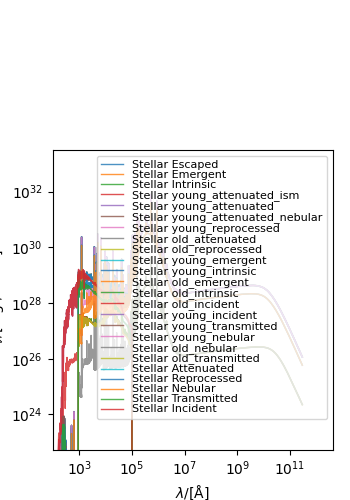 Stellar Escaped
Stellar Emergent
Stellar Intrinsic
Stellar young_attenuated_ism
Stellar young_attenuated
Stellar young_attenuated_nebular
Stellar young_reprocessed
Stellar old_attenuated
Stellar old_reprocessed
Stellar young_emergent
Stellar young_intrinsic
Stellar old_emergent
Stellar old_intrinsic
Stellar old_incident
Stellar young_incident
Stellar young_transmitted
Stellar young_nebular
Stellar old_nebular
Stellar old_transmitted
Stellar Attenuated
Stellar Reprocessed
Stellar Nebular
Stellar Transmitted
Stellar Incident
10^32
10^30
10^28
10^26
10^24
10^3 10^5 10^7 10^9 10^11
λ/[Å]